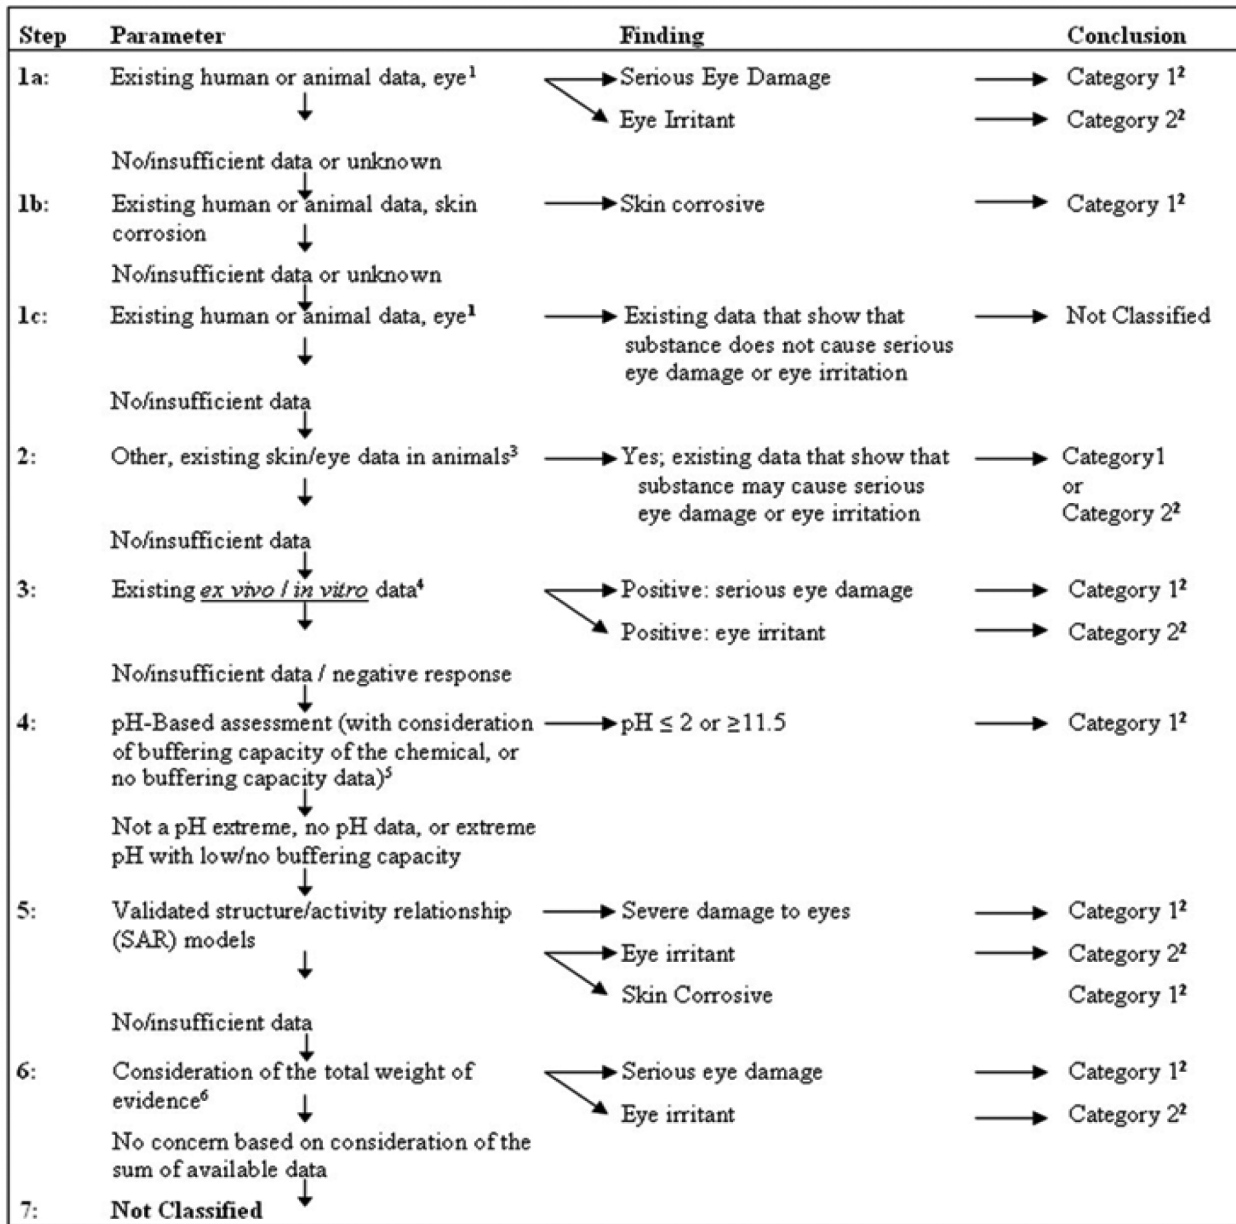 Step Parameter Finding Conclusion
1a: Existing human or animal data, eye¹ Serious Eye Damage Category 1²
Eye Irritant Category 2²
No/insufficient data or unknown
1b: Existing human or animal data, skin Skin corrosive Category 1²
corrosion
No/insufficient data or unknown
1c: Existing human or animal data, eye¹ Existing data that show that Not Classified
substance does not cause serious
eye damage or eye irritation
No/insufficient data
2: Other, existing skin/eye data in animals³ Yes; existing data that show that Category1
substance may cause serious or
eye damage or eye irritation Category 2²
No/insufficient data
3: Existing ex vivo / in vitro data⁴ Positive: serious eye damage Category 1²
Positive: eye irritant Category 2²
No/insufficient data / negative response
4: pH-Based assessment (with consideration pH ≤ 2 or ≥11.5 Category 1²
of buffering capacity of the chemical, or
no buffering capacity data)⁵
Not a pH extreme, no pH data, or extreme
pH with low/no buffering capacity
5: Validated structure/activity relationship Severe damage to eyes Category 1²
(SAR) models
Eye irritant Category 2²
Skin Corrosive Category 1²
No/insufficient data
6: Consideration of the total weight of Serious eye damage Category 1²
evidence⁶
Eye irritant Category 2²
No concern based on consideration of the
sum of available data
7: Not Classified